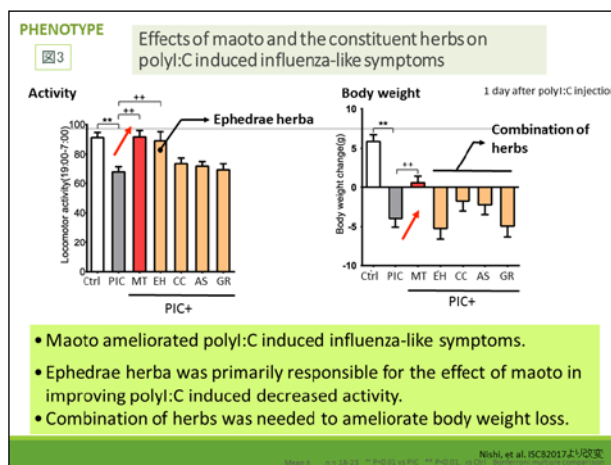 PHENOTYPE
図3
Effects of maoto and the constituent herbs on
polyI:C induced influenza-like symptoms
Activity
Body weight
1 day after polyI:C injection
Locomotor activity(19:00-7:00)
100
80
60
40
20
0
**
++
++
Ephedrae herba
Ctrl PIC MT EH CC AS GR
PIC+
Body weight change(g)
10
5
0
-5
-10
**
++
Combination of
herbs
Ctrl PIC MT EH CC AS GR
PIC+
• Maoto ameliorated polyI:C induced influenza-like symptoms.
• Ephedrae herba was primarily responsible for the effect of maoto in
improving polyI:C induced decreased activity.
• Combination of herbs was needed to ameliorate body weight loss.
Nishi, et al. ISCB2017より改変